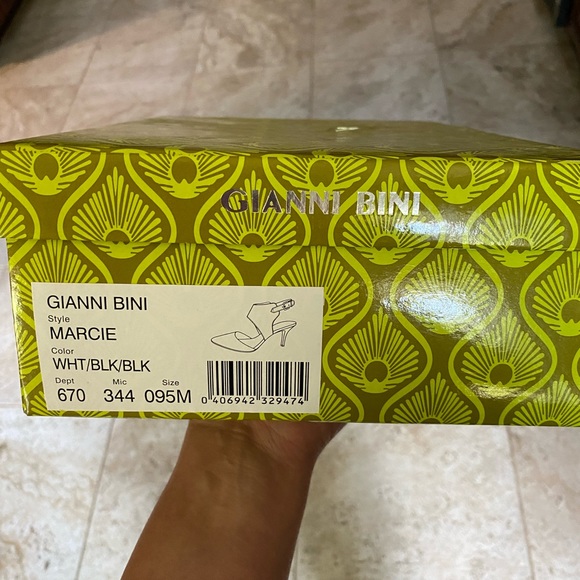 GIANNI BINI
GIANNI BINI
Style
MARCIE
Color
WHT/BLK/BLK
Dept Mic Size
670 344 095M
0 406942 329474